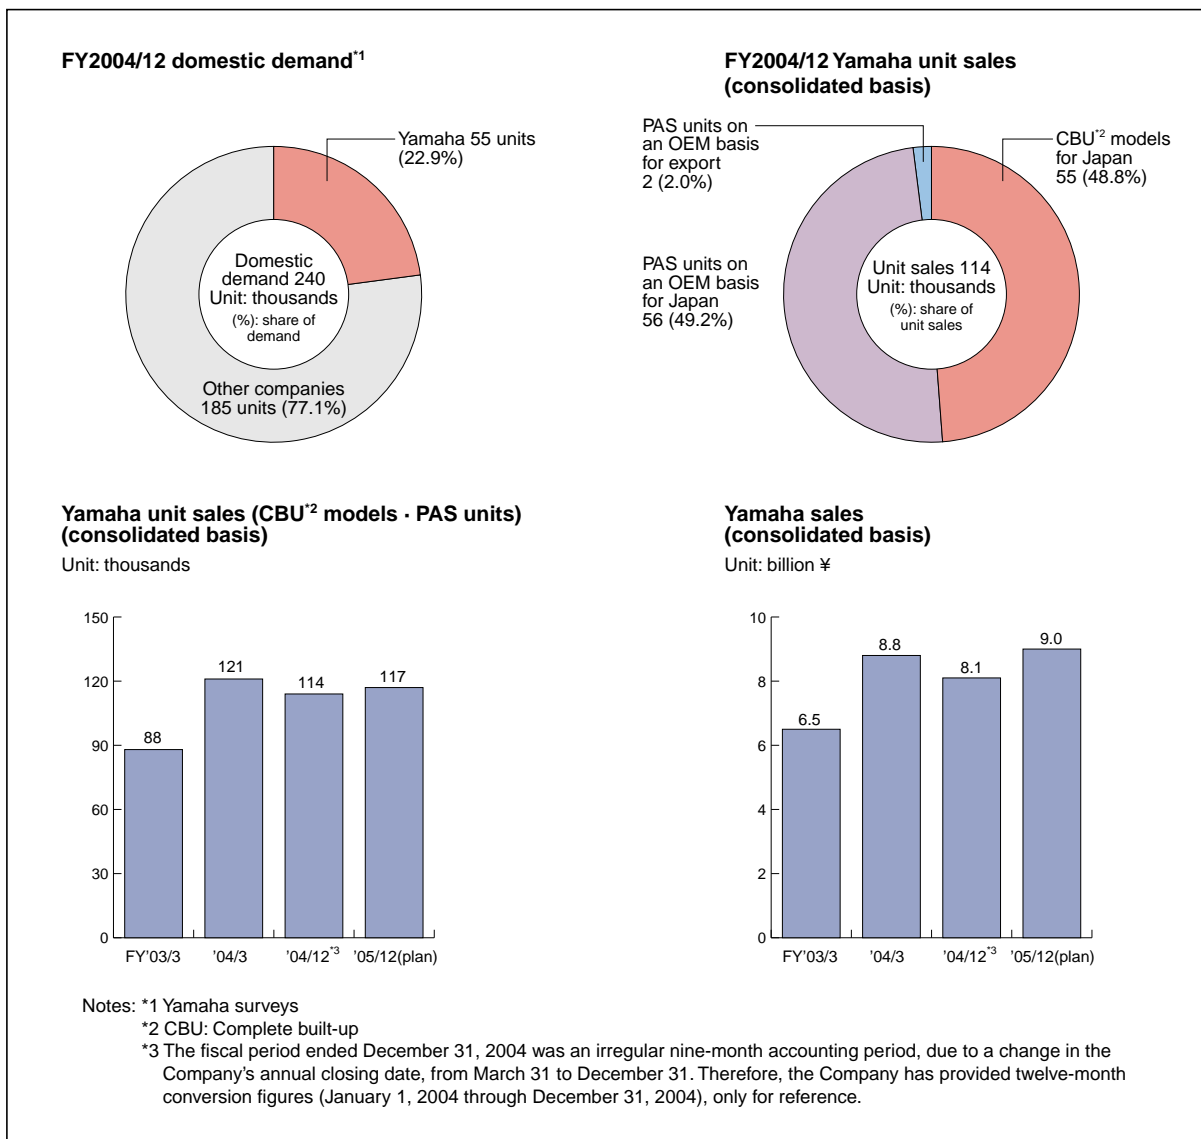 FY2004/12 domestic demand*1
Yamaha 55 units
(22.9%)
Domestic
demand 240
Unit: thousands
(%): share of
demand
Other companies
185 units (77.1%)
FY2004/12 Yamaha unit sales
(consolidated basis)
PAS units on
an OEM basis
for export
2 (2.0%)
CBU*2 models
for Japan
55 (48.8%)
PAS units on
an OEM basis
for Japan
56 (49.2%)
Unit sales 114
Unit: thousands
(%): share of
unit sales
Yamaha unit sales (CBU*2 models · PAS units)
(consolidated basis)
Unit: thousands
150
120
90
60
30
0
88
121
114
117
FY'03/3
'04/3
'04/12*3
'05/12(plan)
Yamaha sales
(consolidated basis)
Unit: billion ¥
10
8
6
4
2
0
6.5
8.8
8.1
9.0
FY'03/3
'04/3
'04/12*3
'05/12(plan)
Notes: *1 Yamaha surveys
*2 CBU: Complete built-up
*3 The fiscal period ended December 31, 2004 was an irregular nine-month accounting period, due to a change in the
Company's annual closing date, from March 31 to December 31. Therefore, the Company has provided twelve-month
conversion figures (January 1, 2004 through December 31, 2004), only for reference.